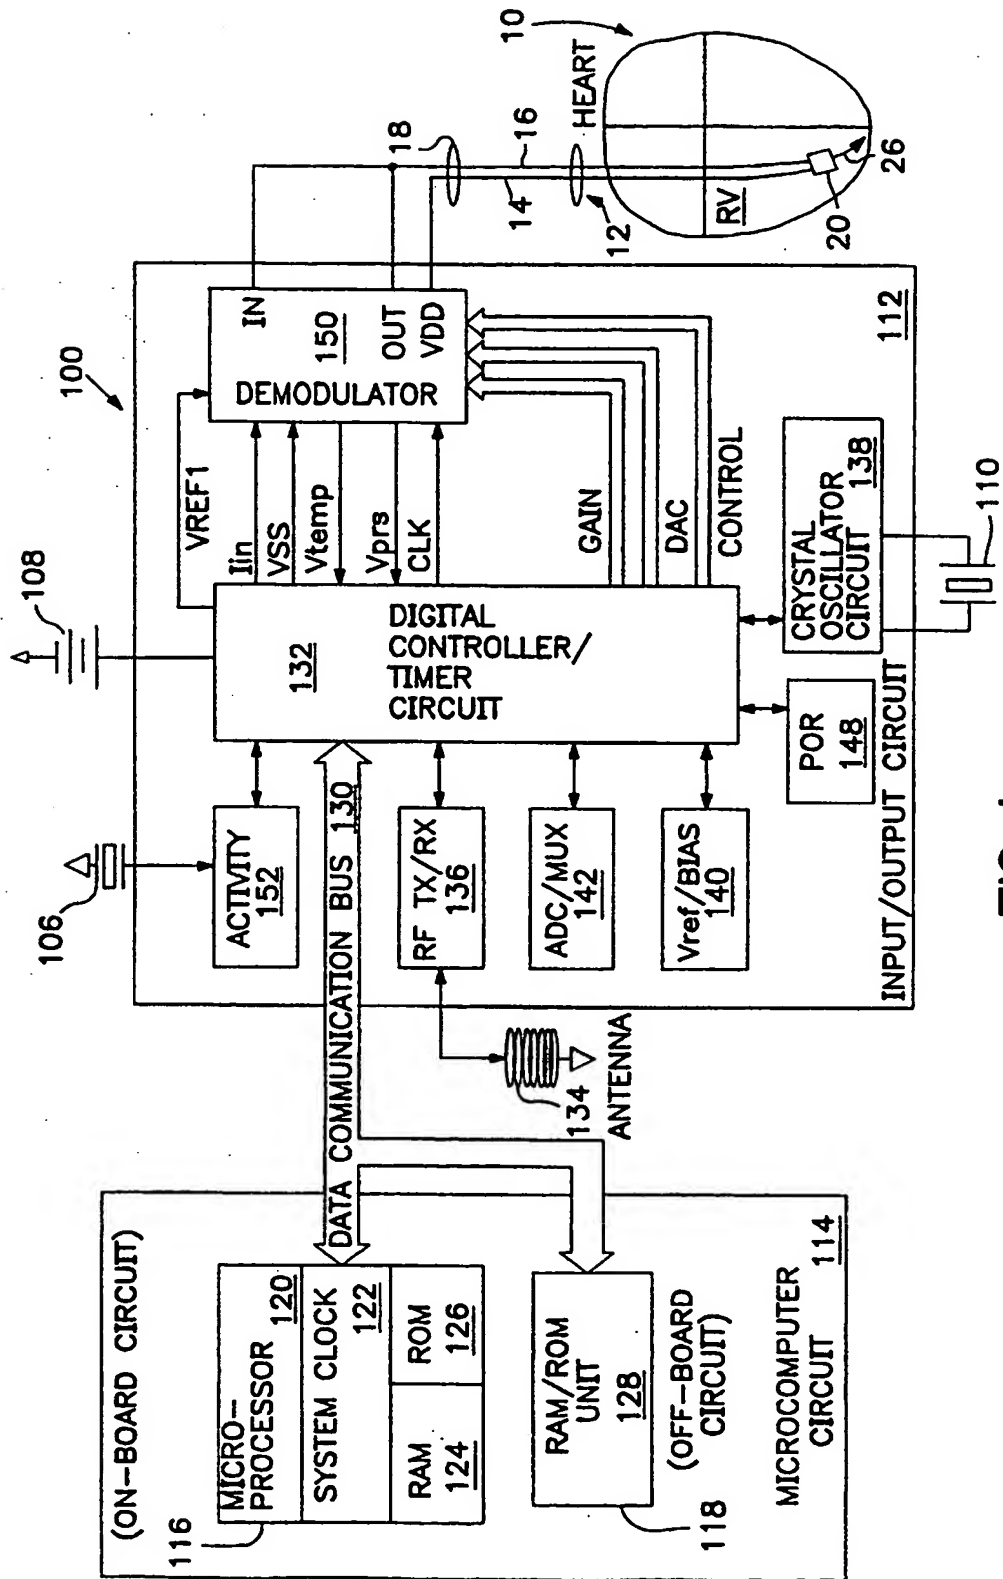 (ON-BOARD CIRCUIT)
116
MICRO-
PROCESSOR 120
SYSTEM CLOCK 122
RAM
124
ROM
126
RAM/ROM
UNIT
128
118
(OFF-BOARD
CIRCUIT)
MICROCOMPUTER
CIRCUIT 114
DATA COMMUNICATION BUS 130
134
ANTENNA
106
ACTIVITY
152
RF TX/RX
136
ADC/MUX
142
Vref/BIAS
140
POR
148
INPUT/OUTPUT CIRCUIT
112
108
132
DIGITAL
CONTROLLER/
TIMER
CIRCUIT
CRYSTAL
OSCILLATOR
CIRCUIT 138
110
100
VREF1
Iin
VSS
Vtemp
Vprs
CLK
GAIN
DAC
CONTROL
DEMODULATOR
150
IN
OUT
VDD
18
14
16
12
HEART
10
RV
20
26